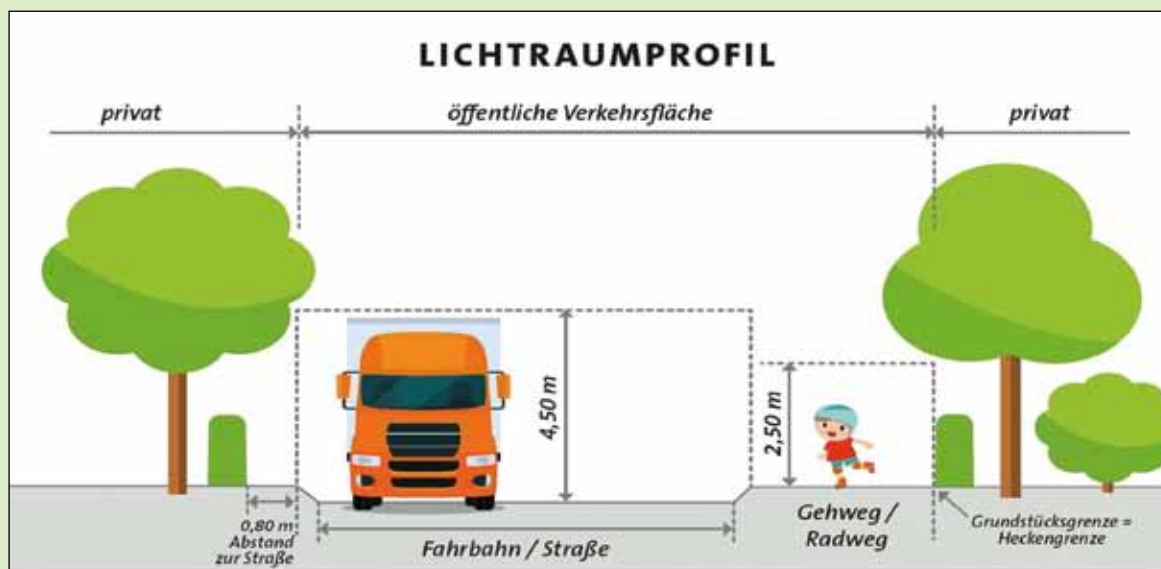 LICHTRAUMPROFIL
privat
öffentliche Verkehrsfläche
privat
4,50 m
2,50 m
0,80 m
Abstand
zur Straße
Fahrbahn / Straße
Gehweg /
Radweg
Grundstücksgrenze =
Heckengrenze